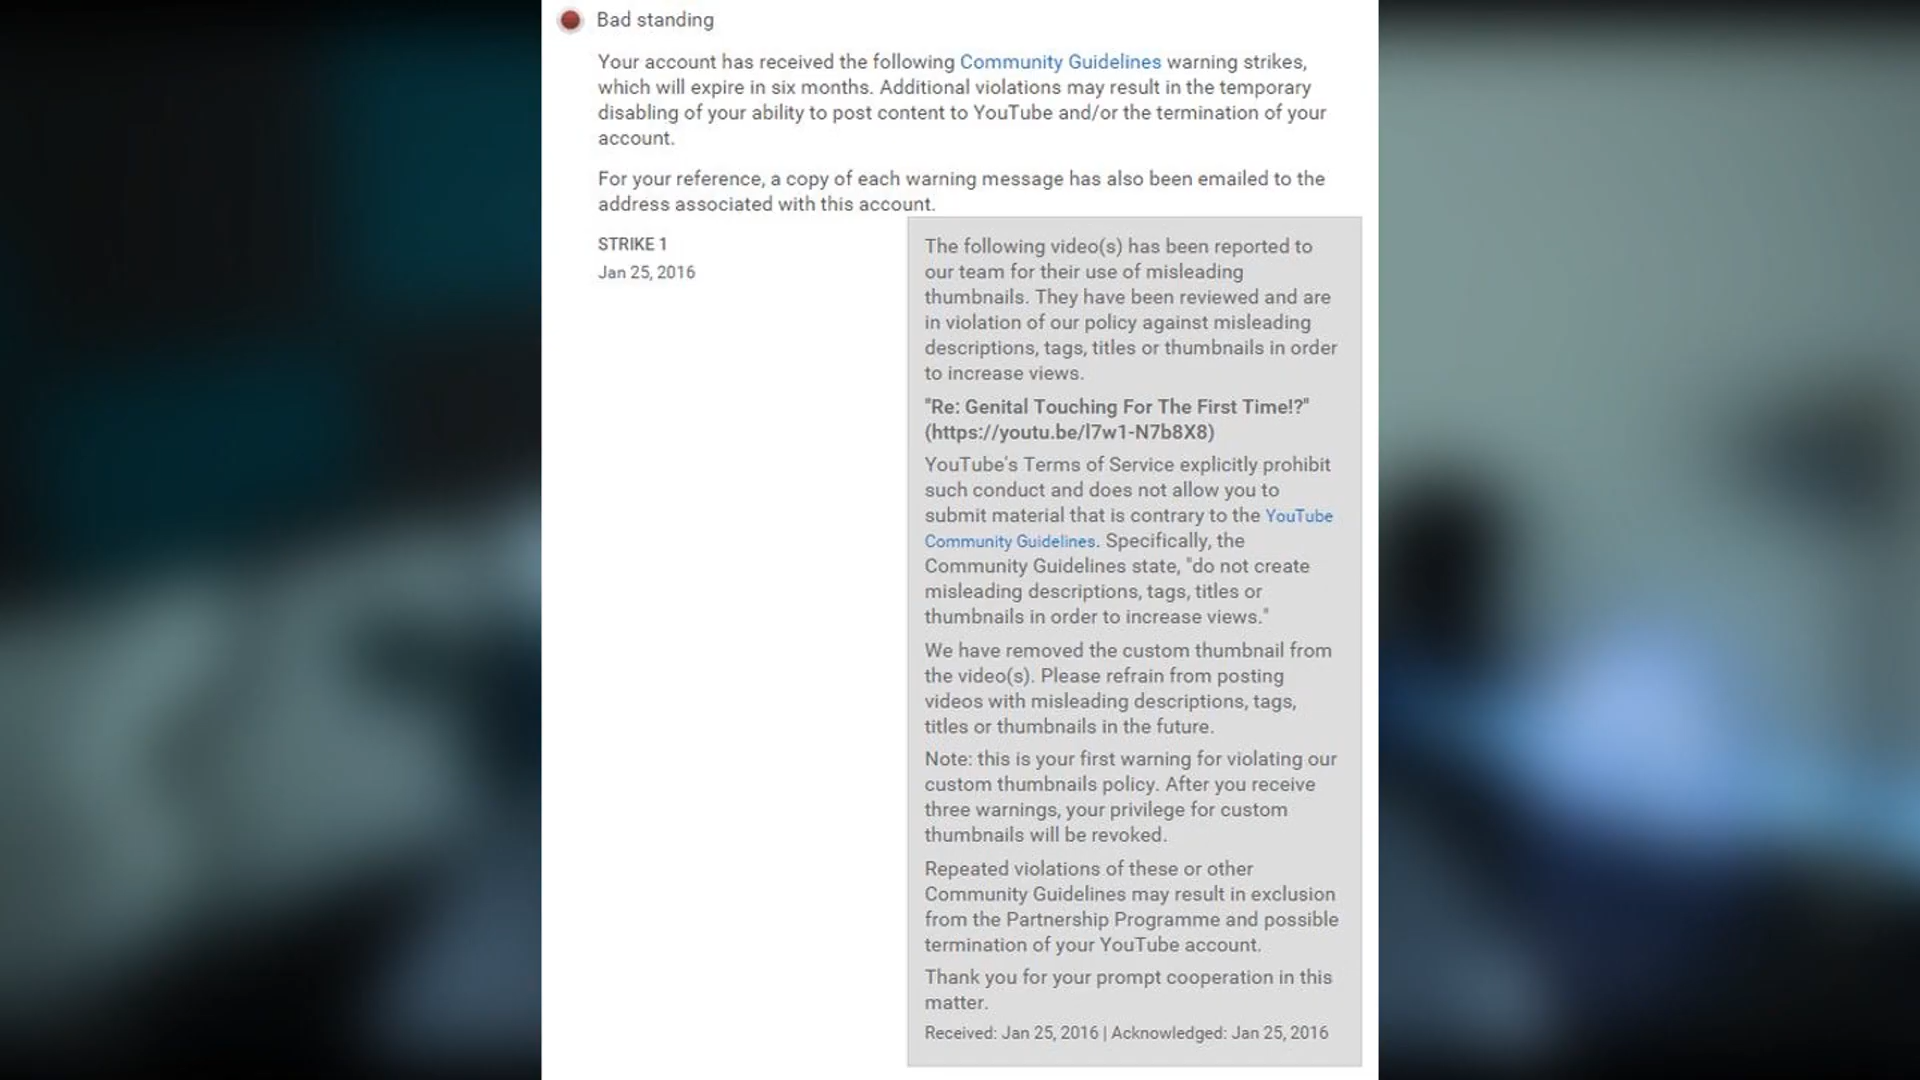 Bad standing
Your account has received the following Community Guidelines warning strikes,
which will expire in six months. Additional violations may result in the temporary
disabling of your ability to post content to YouTube and/or the termination of your
account.
For your reference, a copy of each warning message has also been emailed to the
address associated with this account.
STRIKE 1
Jan 25, 2016
The following video(s) has been reported to
our team for their use of misleading
thumbnails. They have been reviewed and are
in violation of our policy against misleading
descriptions, tags, titles or thumbnails in order
to increase views.
"Re: Genital Touching For The First Time!?"
(https://youtu.be/l7w1-N7b8X8)
YouTube's Terms of Service explicitly prohibit
such conduct and does not allow you to
submit material that is contrary to the YouTube
Community Guidelines. Specifically, the
Community Guidelines state, "do not create
misleading descriptions, tags, titles or
thumbnails in order to increase views."
We have removed the custom thumbnail from
the video(s). Please refrain from posting
videos with misleading descriptions, tags,
titles or thumbnails in the future.
Note: this is your first warning for violating our
custom thumbnails policy. After you receive
three warnings, your privilege for custom
thumbnails will be revoked.
Repeated violations of these or other
Community Guidelines may result in exclusion
from the Partnership Programme and possible
termination of your YouTube account.
Thank you for your prompt cooperation in this
matter.
Received: Jan 25, 2016 | Acknowledged: Jan 25, 2016